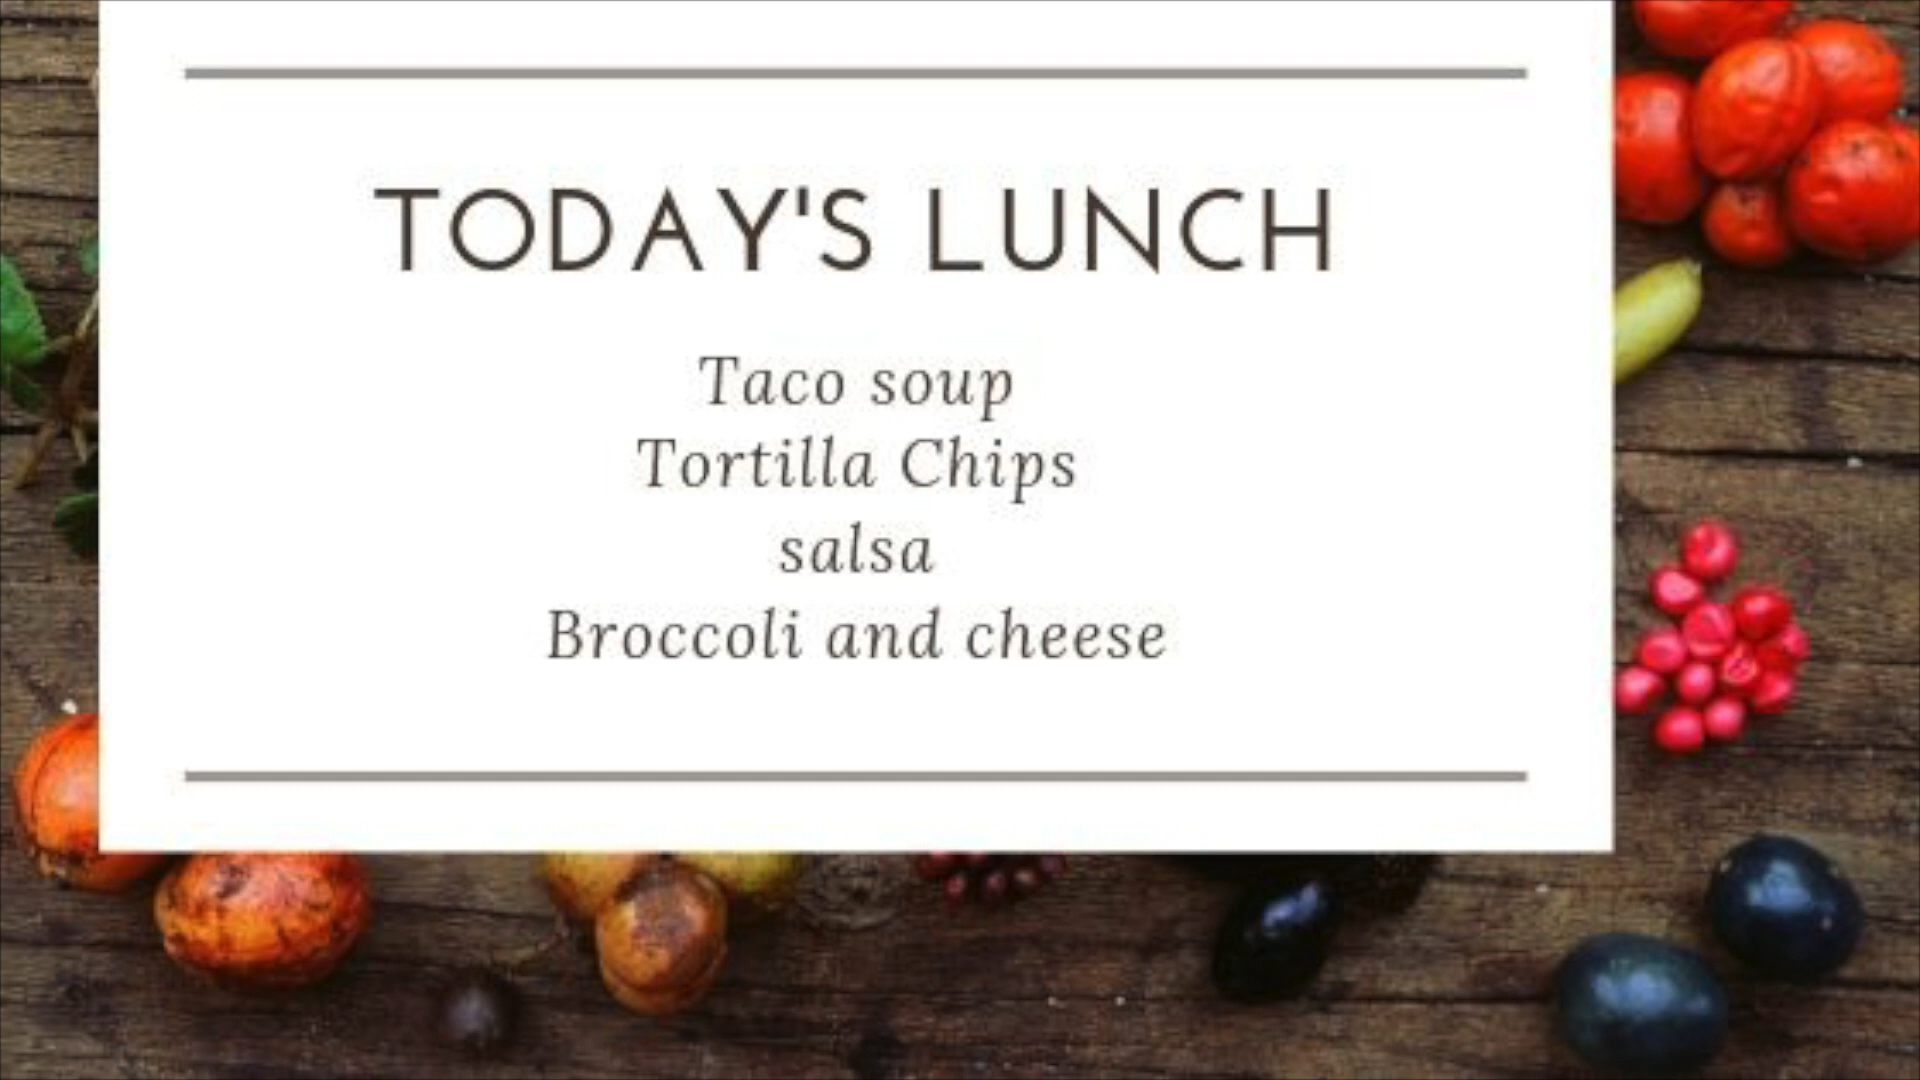 TODAY'S LUNCH
Taco soup
Tortilla Chips
salsa
Broccoli and cheese